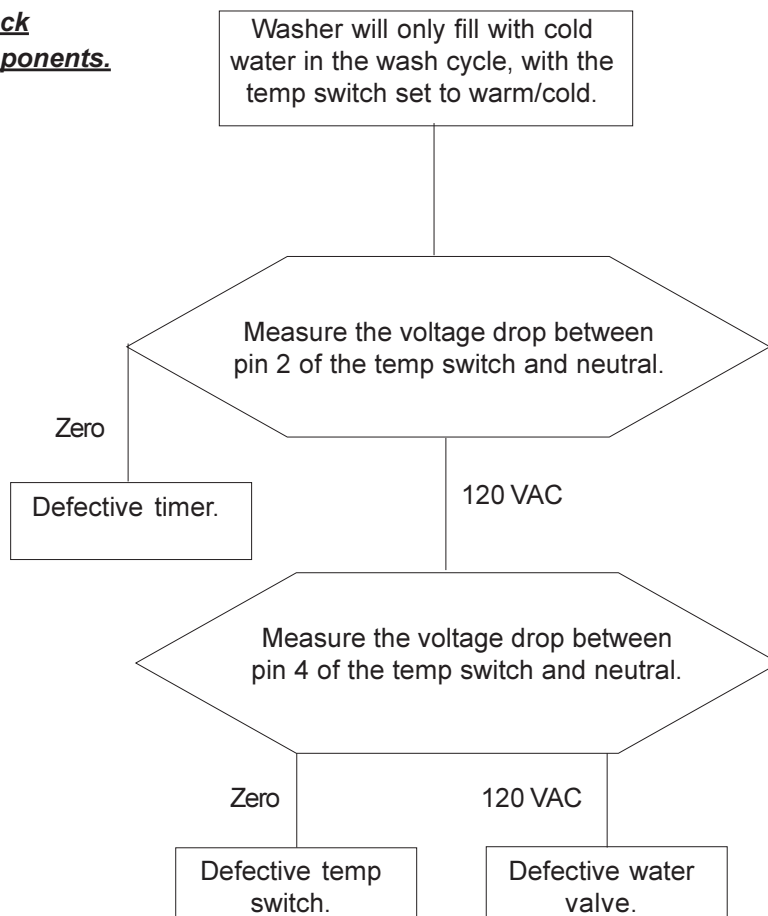 ck
ponents.
Washer will only fill with cold
water in the wash cycle, with the
temp switch set to warm/cold.
Measure the voltage drop between
pin 2 of the temp switch and neutral.
Zero
Defective timer.
120 VAC
Measure the voltage drop between
pin 4 of the temp switch and neutral.
Zero
120 VAC
Defective temp
switch.
Defective water
valve.